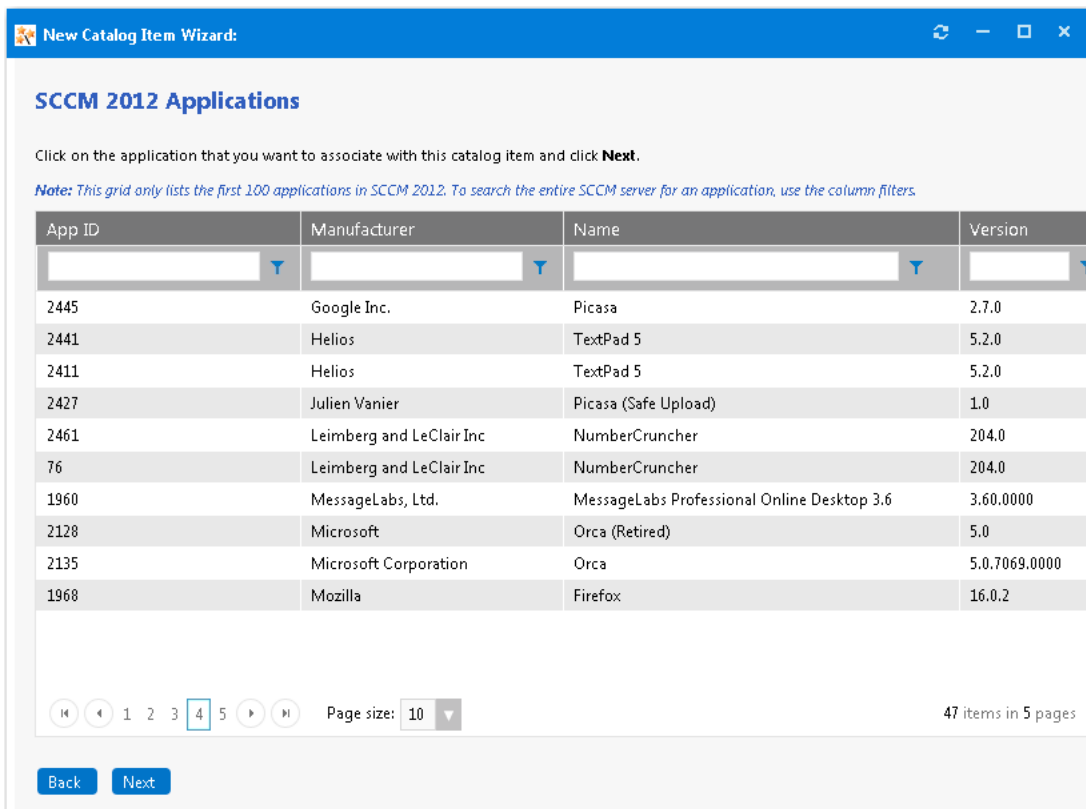 New Catalog Item Wizard:
SCCM 2012 Applications
Click on the application that you want to associate with this catalog item and click Next.
Note: This grid only lists the first 100 applications in SCCM 2012. To search the entire SCCM server for an application, use the column filters.
App ID Manufacturer Name Version
2445 Google Inc. Picasa 2.7.0
2441 Helios TextPad 5 5.2.0
2411 Helios TextPad 5 5.2.0
2427 Julien Vanier Picasa (Safe Upload) 1.0
2461 Leimberg and LeClair Inc NumberCruncher 204.0
76 Leimberg and LeClair Inc NumberCruncher 204.0
1960 MessageLabs, Ltd. MessageLabs Professional Online Desktop 3.6 3.60.0000
2128 Microsoft Orca (Retired) 5.0
2135 Microsoft Corporation Orca 5.0.7069.0000
1968 Mozilla Firefox 16.0.2
1 2 3 4 5 Page size: 10 47 items in 5 pages
Back Next